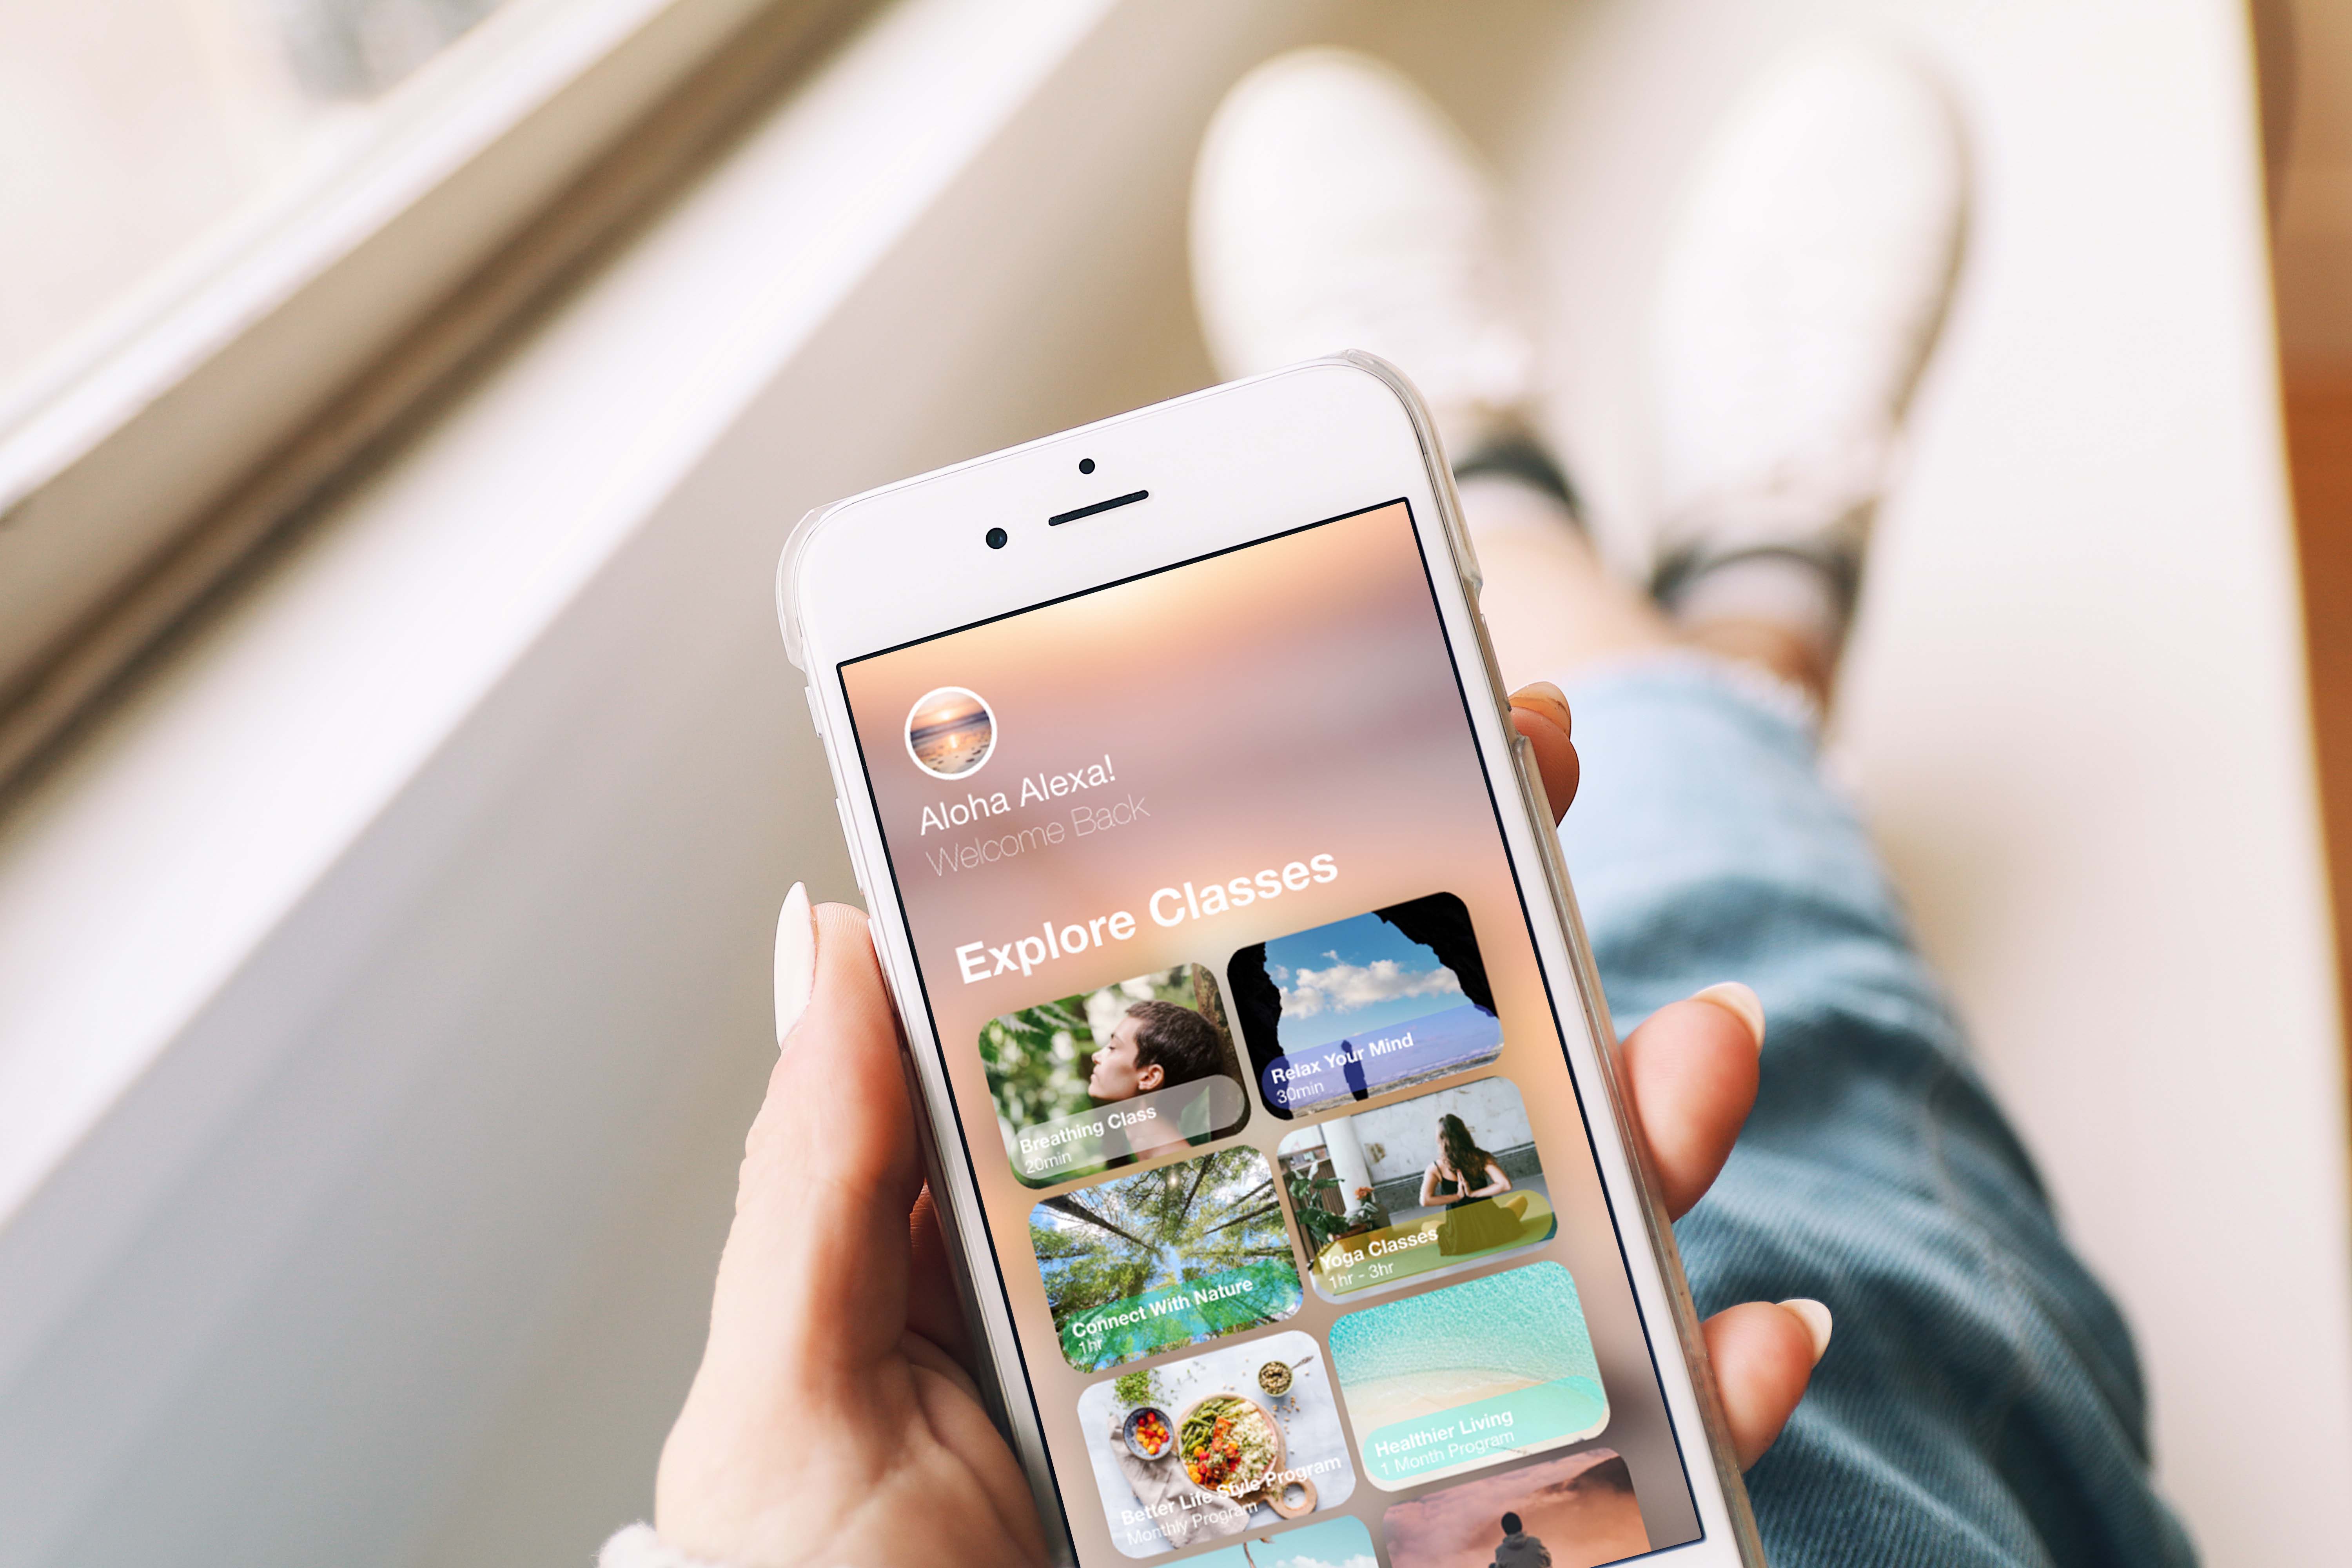 Aloha Alexa!
Welcome Back
Explore Classes
Breathing Class
20min
Relax Your Mind
30min
Connect With Nature
1hr
Yoga Classes
1hr - 3hr
Better Life Style Program
Monthly Program
Healthier Living
1 Month Program